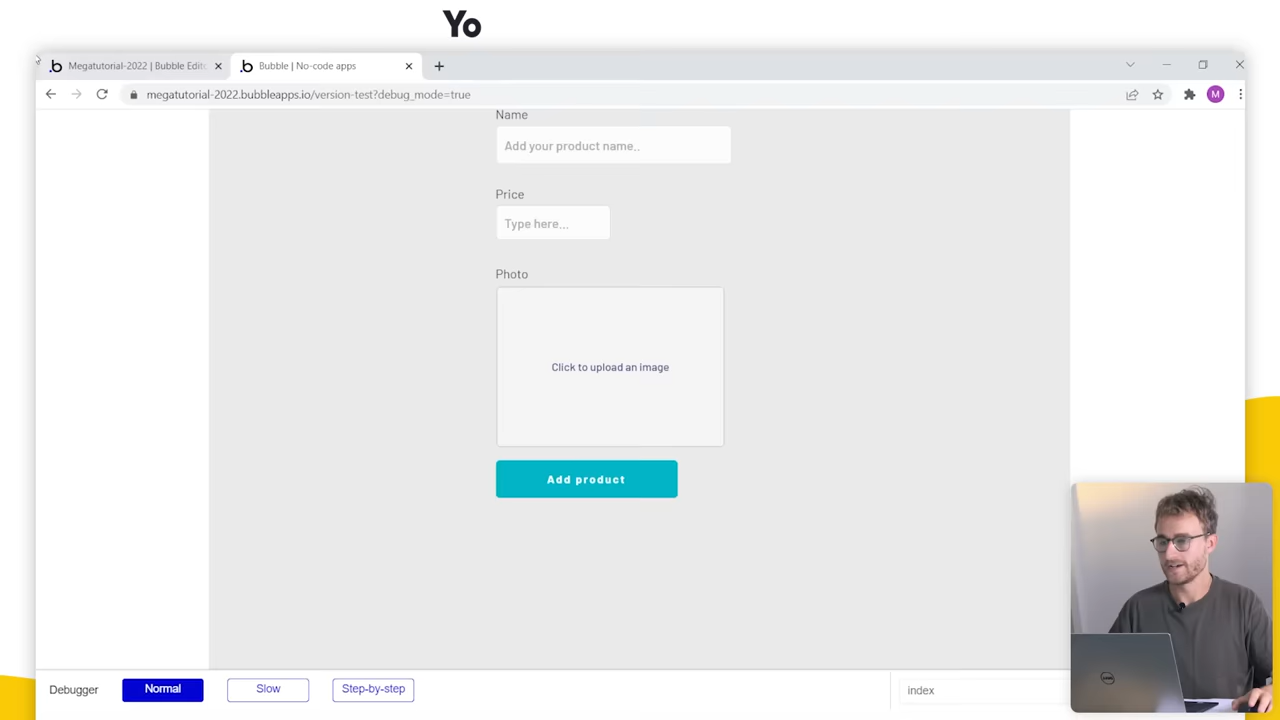 Yo
Megatutorial-2022 | Bubble Edito
Bubble | No-code apps
megatutorial-2022.bubbleapps.io/version-test?debug_mode=true
M
Name
Add your product name..
Price
Type here...
Photo
Click to upload an image
Add product
Debugger
Normal
Slow
Step-by-step
index
DELL